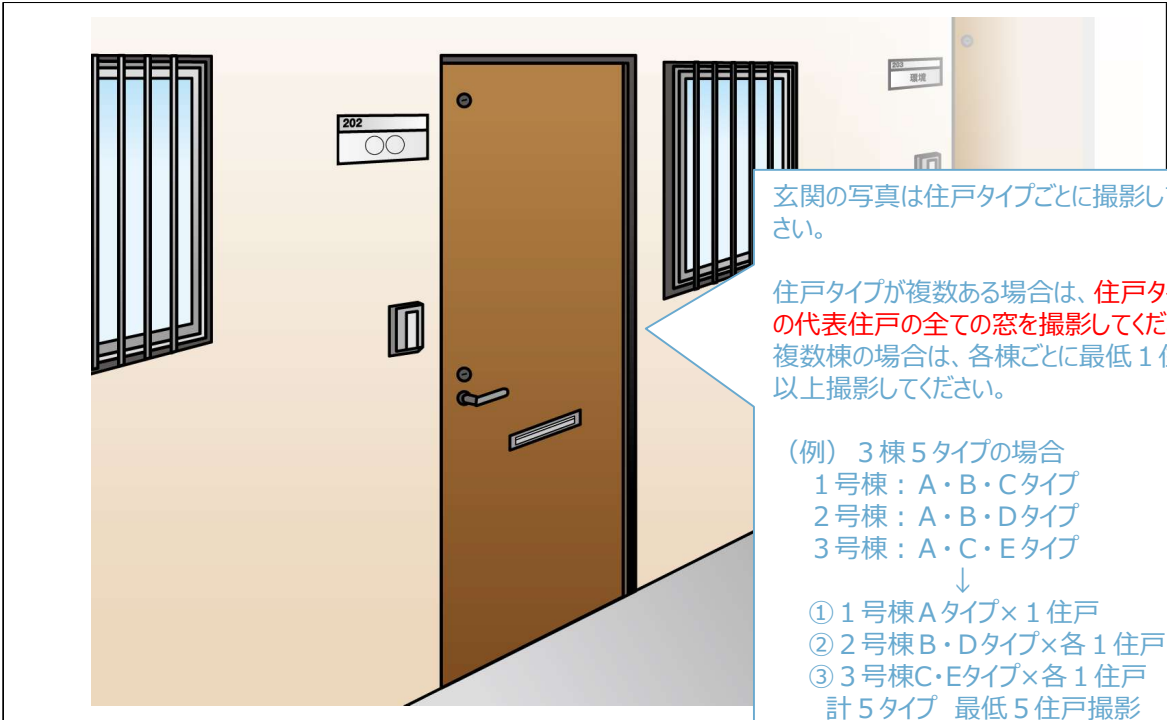 203
環境
202
○○
玄関の写真は住戸タイプごとに撮影し
さい。
住戸タイプが複数ある場合は、住戸タ
の代表住戸の全ての窓を撮影してくだ
複数棟の場合は、各棟ごとに最低１
以上撮影してください。
（例）３棟５タイプの場合
１号棟：Ａ・Ｂ・Ｃタイプ
２号棟：Ａ・Ｂ・Ｄタイプ
３号棟：Ａ・Ｃ・Ｅタイプ
↓
①１号棟Ａタイプ×１住戸
②２号棟Ｂ・Ｄタイプ×各１住戸
③３号棟C・Eタイプ×各１住戸
計５タイプ 最低５住戸撮影